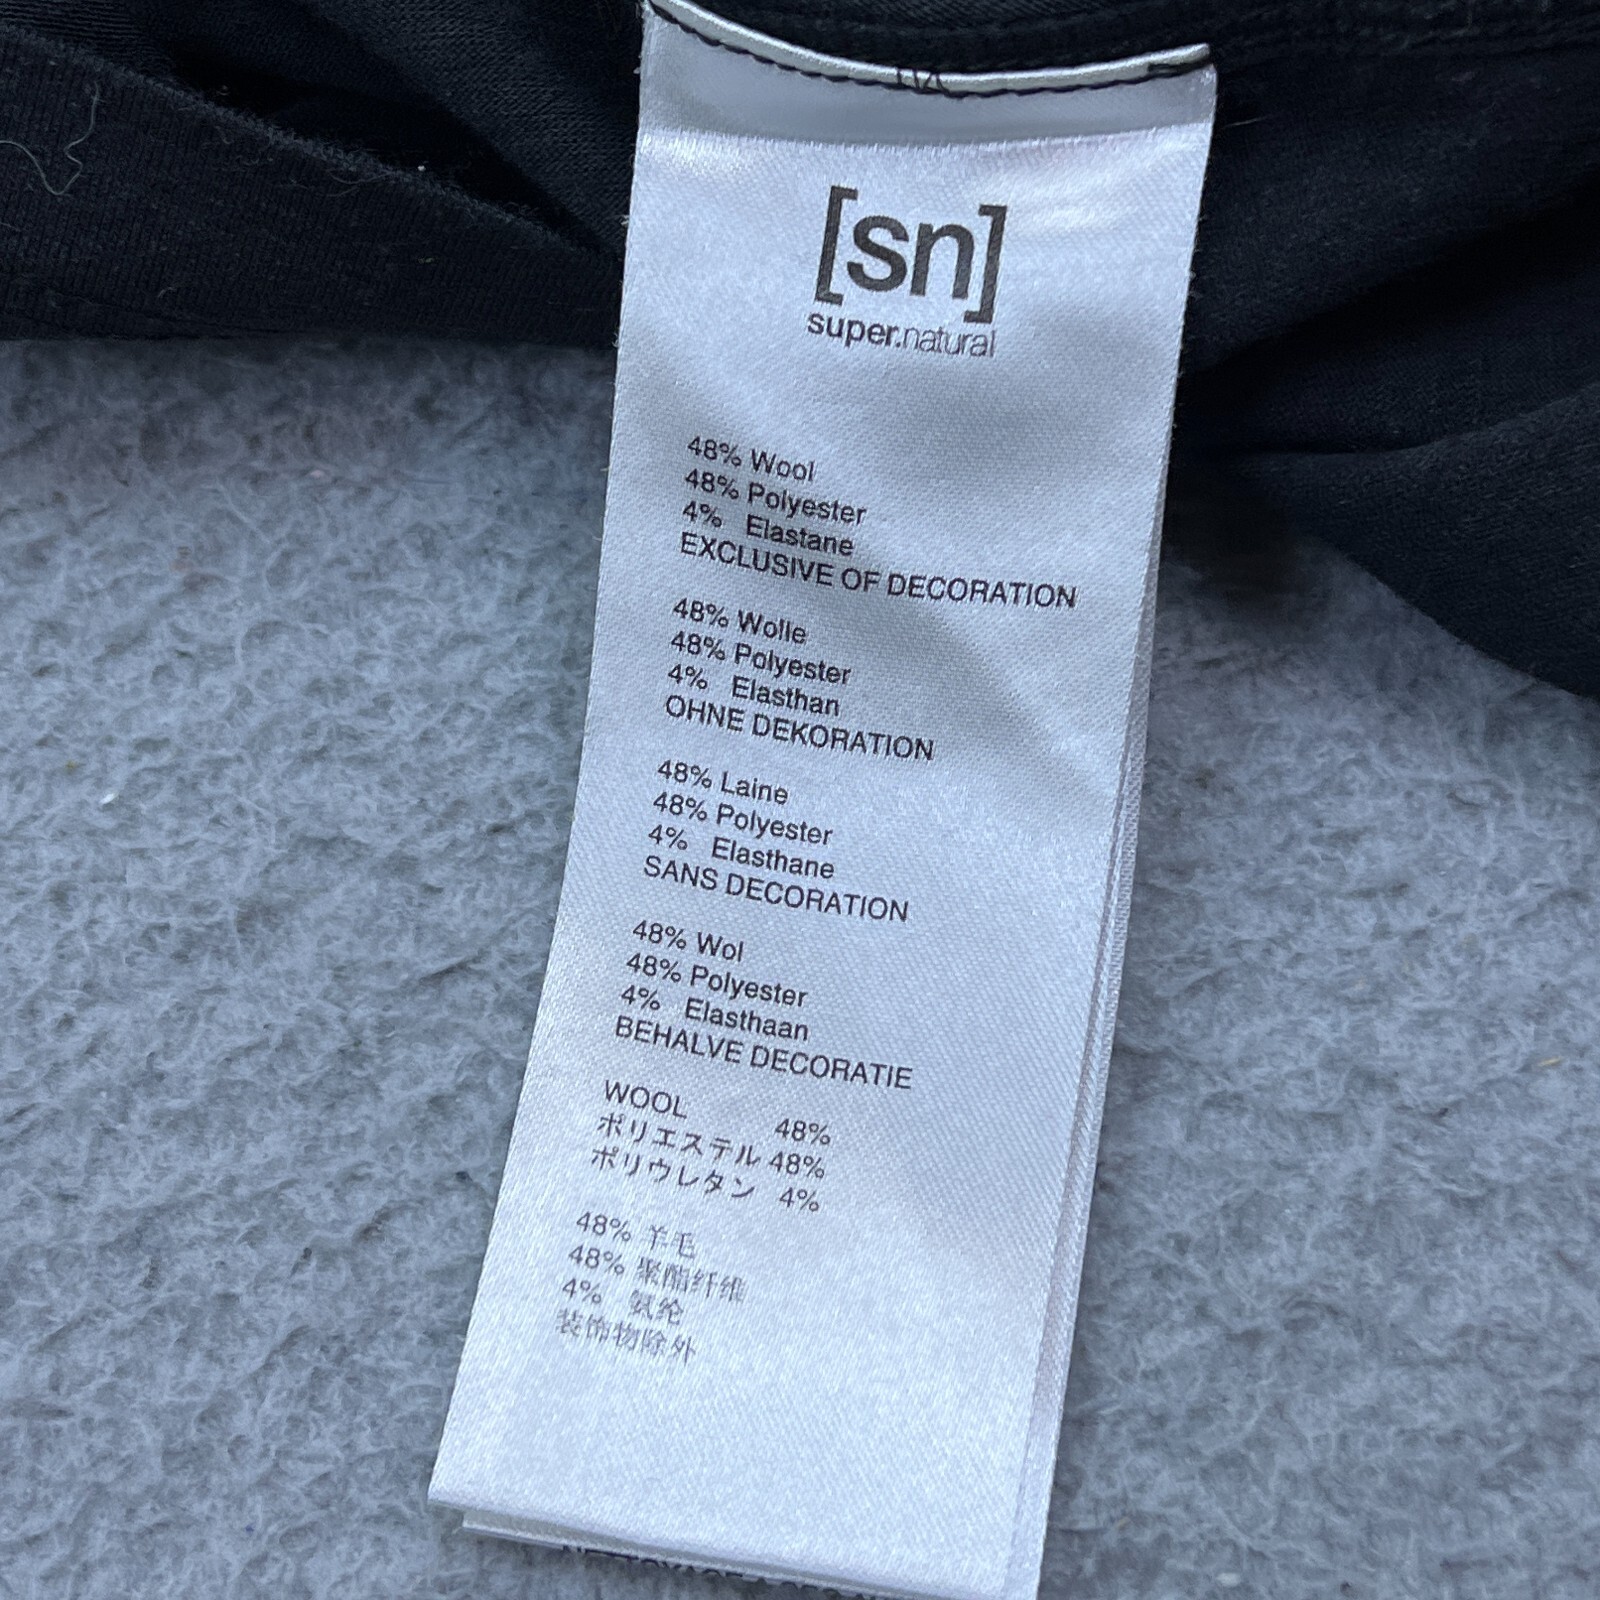 [sn]
super.natural
48% Wool
48% Polyester
4% Elastane
EXCLUSIVE OF DECORATION
48% Wolle
48% Polyester
4% Elasthan
OHNE DEKORATION
48% Laine
48% Polyester
4% Elasthane
SANS DECORATION
48% Wol
48% Polyester
4% Elasthaan
BEHALVE DECORATIE
WOOL 48%
ポリエステル 48%
ポリウレタン 4%
48% 羊毛
48% 聚酯纤维
4% 氨纶
装饰物除外